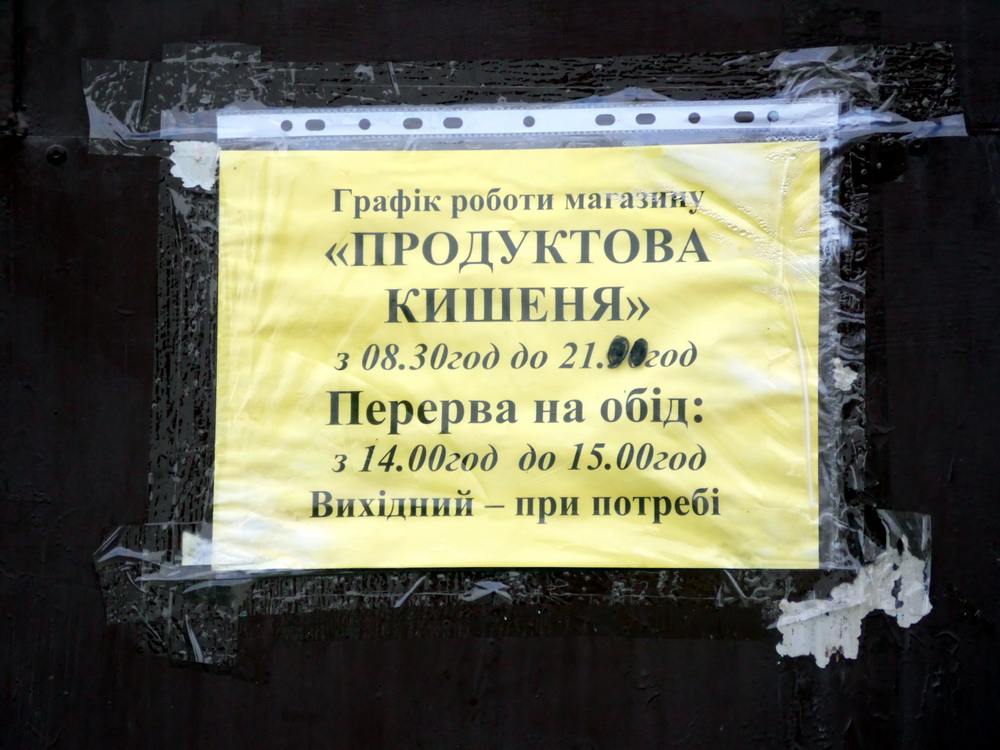 Графік роботи магазину
«ПРОДУКТОВА
КИШЕНЯ»
з 08.30год до 21.00год
Перерва на обід:
з 14.00год до 15.00год
Вихідний – при потребі